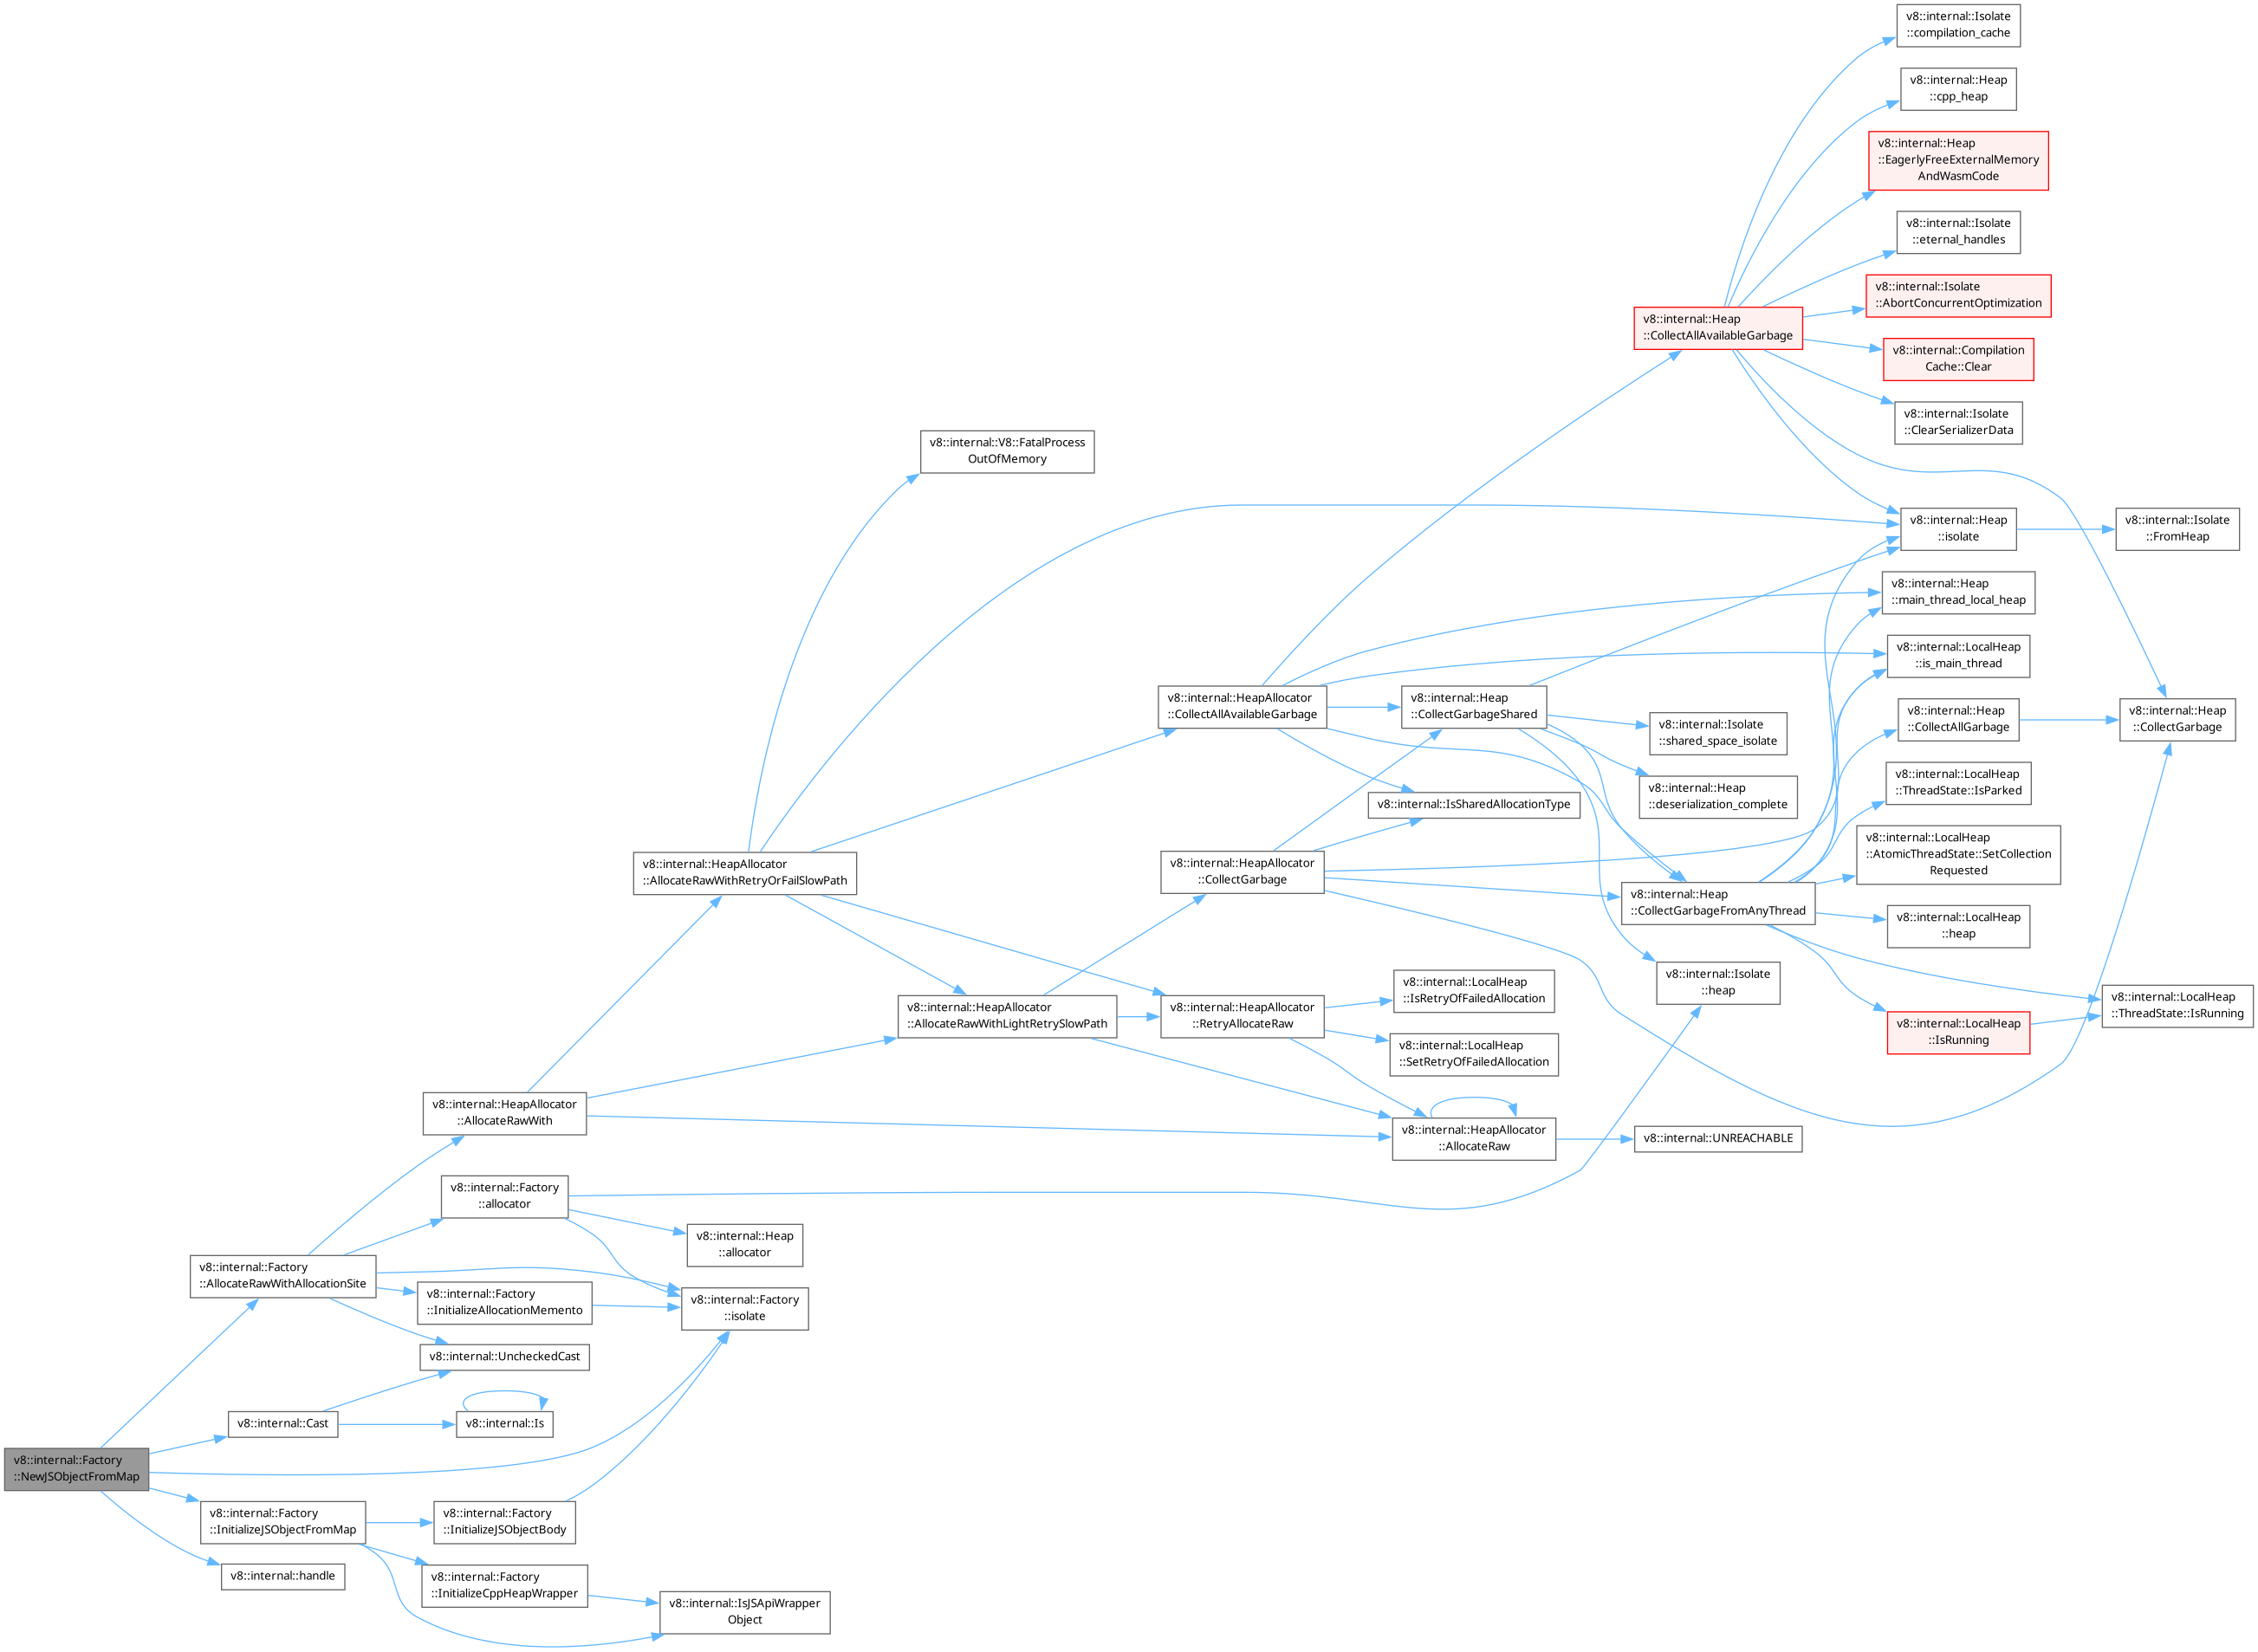 v8::internal::Isolate
::compilation_cache
v8::internal::Heap
::cpp_heap
v8::internal::Heap
::EagerlyFreeExternalMemory
AndWasmCode
v8::internal::Isolate
::eternal_handles
v8::internal::Isolate
::AbortConcurrentOptimization
v8::internal::Heap
::CollectAllAvailableGarbage
v8::internal::Compilation
Cache::Clear
v8::internal::Isolate
::ClearSerializerData
v8::internal::V8::FatalProcess
OutOfMemory
v8::internal::Heap
::isolate
v8::internal::Isolate
::FromHeap
v8::internal::Heap
::main_thread_local_heap
v8::internal::LocalHeap
::is_main_thread
v8::internal::HeapAllocator
::CollectAllAvailableGarbage
v8::internal::Heap
::CollectGarbageShared
v8::internal::Isolate
::shared_space_isolate
v8::internal::Heap
::CollectAllGarbage
v8::internal::Heap
::CollectGarbage
v8::internal::Heap
::deserialization_complete
v8::internal::LocalHeap
::ThreadState::IsParked
v8::internal::IsSharedAllocationType
v8::internal::HeapAllocator
::AllocateRawWithRetryOrFailSlowPath
v8::internal::HeapAllocator
::CollectGarbage
v8::internal::LocalHeap
::AtomicThreadState::SetCollection
Requested
v8::internal::Heap
::CollectGarbageFromAnyThread
v8::internal::LocalHeap
::heap
v8::internal::Isolate
::heap
v8::internal::LocalHeap
::IsRetryOfFailedAllocation
v8::internal::HeapAllocator
::AllocateRawWithLightRetrySlowPath
v8::internal::HeapAllocator
::RetryAllocateRaw
v8::internal::LocalHeap
::ThreadState::IsRunning
v8::internal::LocalHeap
::IsRunning
v8::internal::LocalHeap
::SetRetryOfFailedAllocation
v8::internal::HeapAllocator
::AllocateRawWith
v8::internal::HeapAllocator
::AllocateRaw
v8::internal::UNREACHABLE
v8::internal::Factory
::allocator
v8::internal::Heap
::allocator
v8::internal::Factory
::AllocateRawWithAllocationSite
v8::internal::Factory
::InitializeAllocationMemento
v8::internal::Factory
::isolate
v8::internal::UncheckedCast
v8::internal::Cast
v8::internal::Is
v8::internal::Factory
::NewJSObjectFromMap
v8::internal::Factory
::InitializeJSObjectFromMap
v8::internal::Factory
::InitializeJSObjectBody
v8::internal::handle
v8::internal::Factory
::InitializeCppHeapWrapper
v8::internal::IsJSApiWrapper
Object